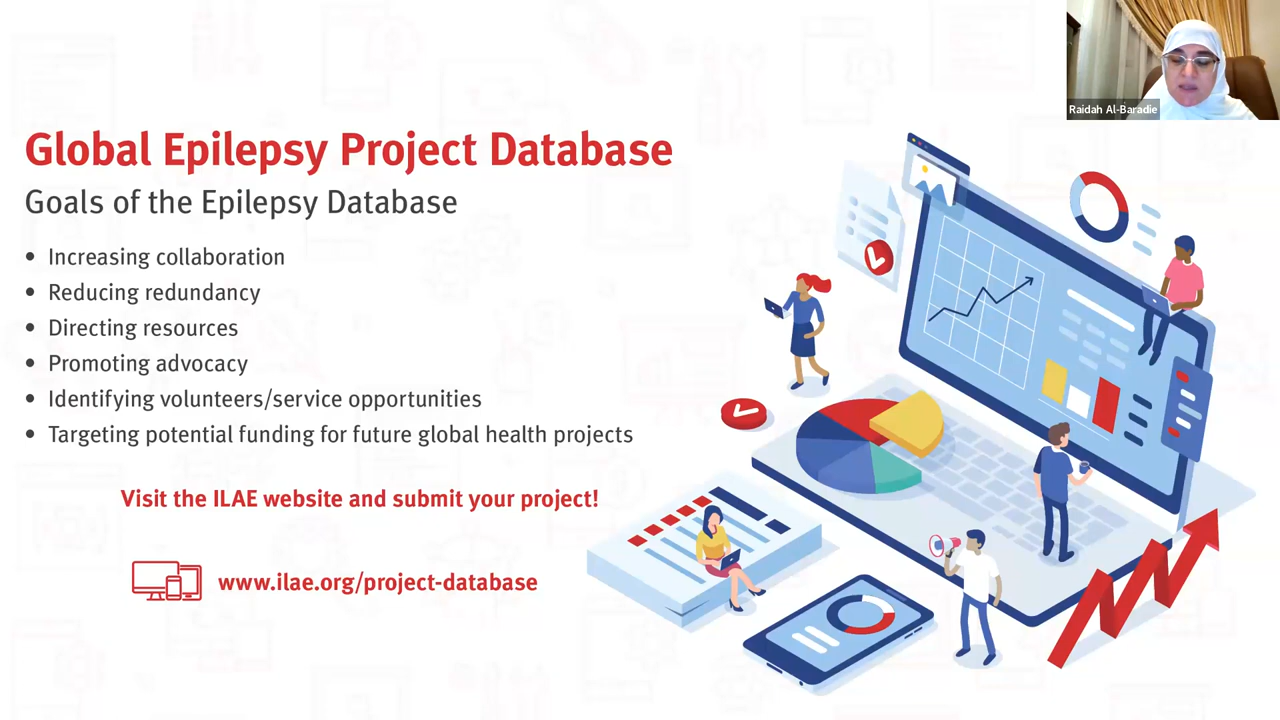 Raidah Al-Baradie
Global Epilepsy Project Database
Goals of the Epilepsy Database
• Increasing collaboration
• Reducing redundancy
• Directing resources
• Promoting advocacy
• Identifying volunteers/service opportunities
• Targeting potential funding for future global health projects
Visit the ILAE website and submit your project!
www.ilae.org/project-database